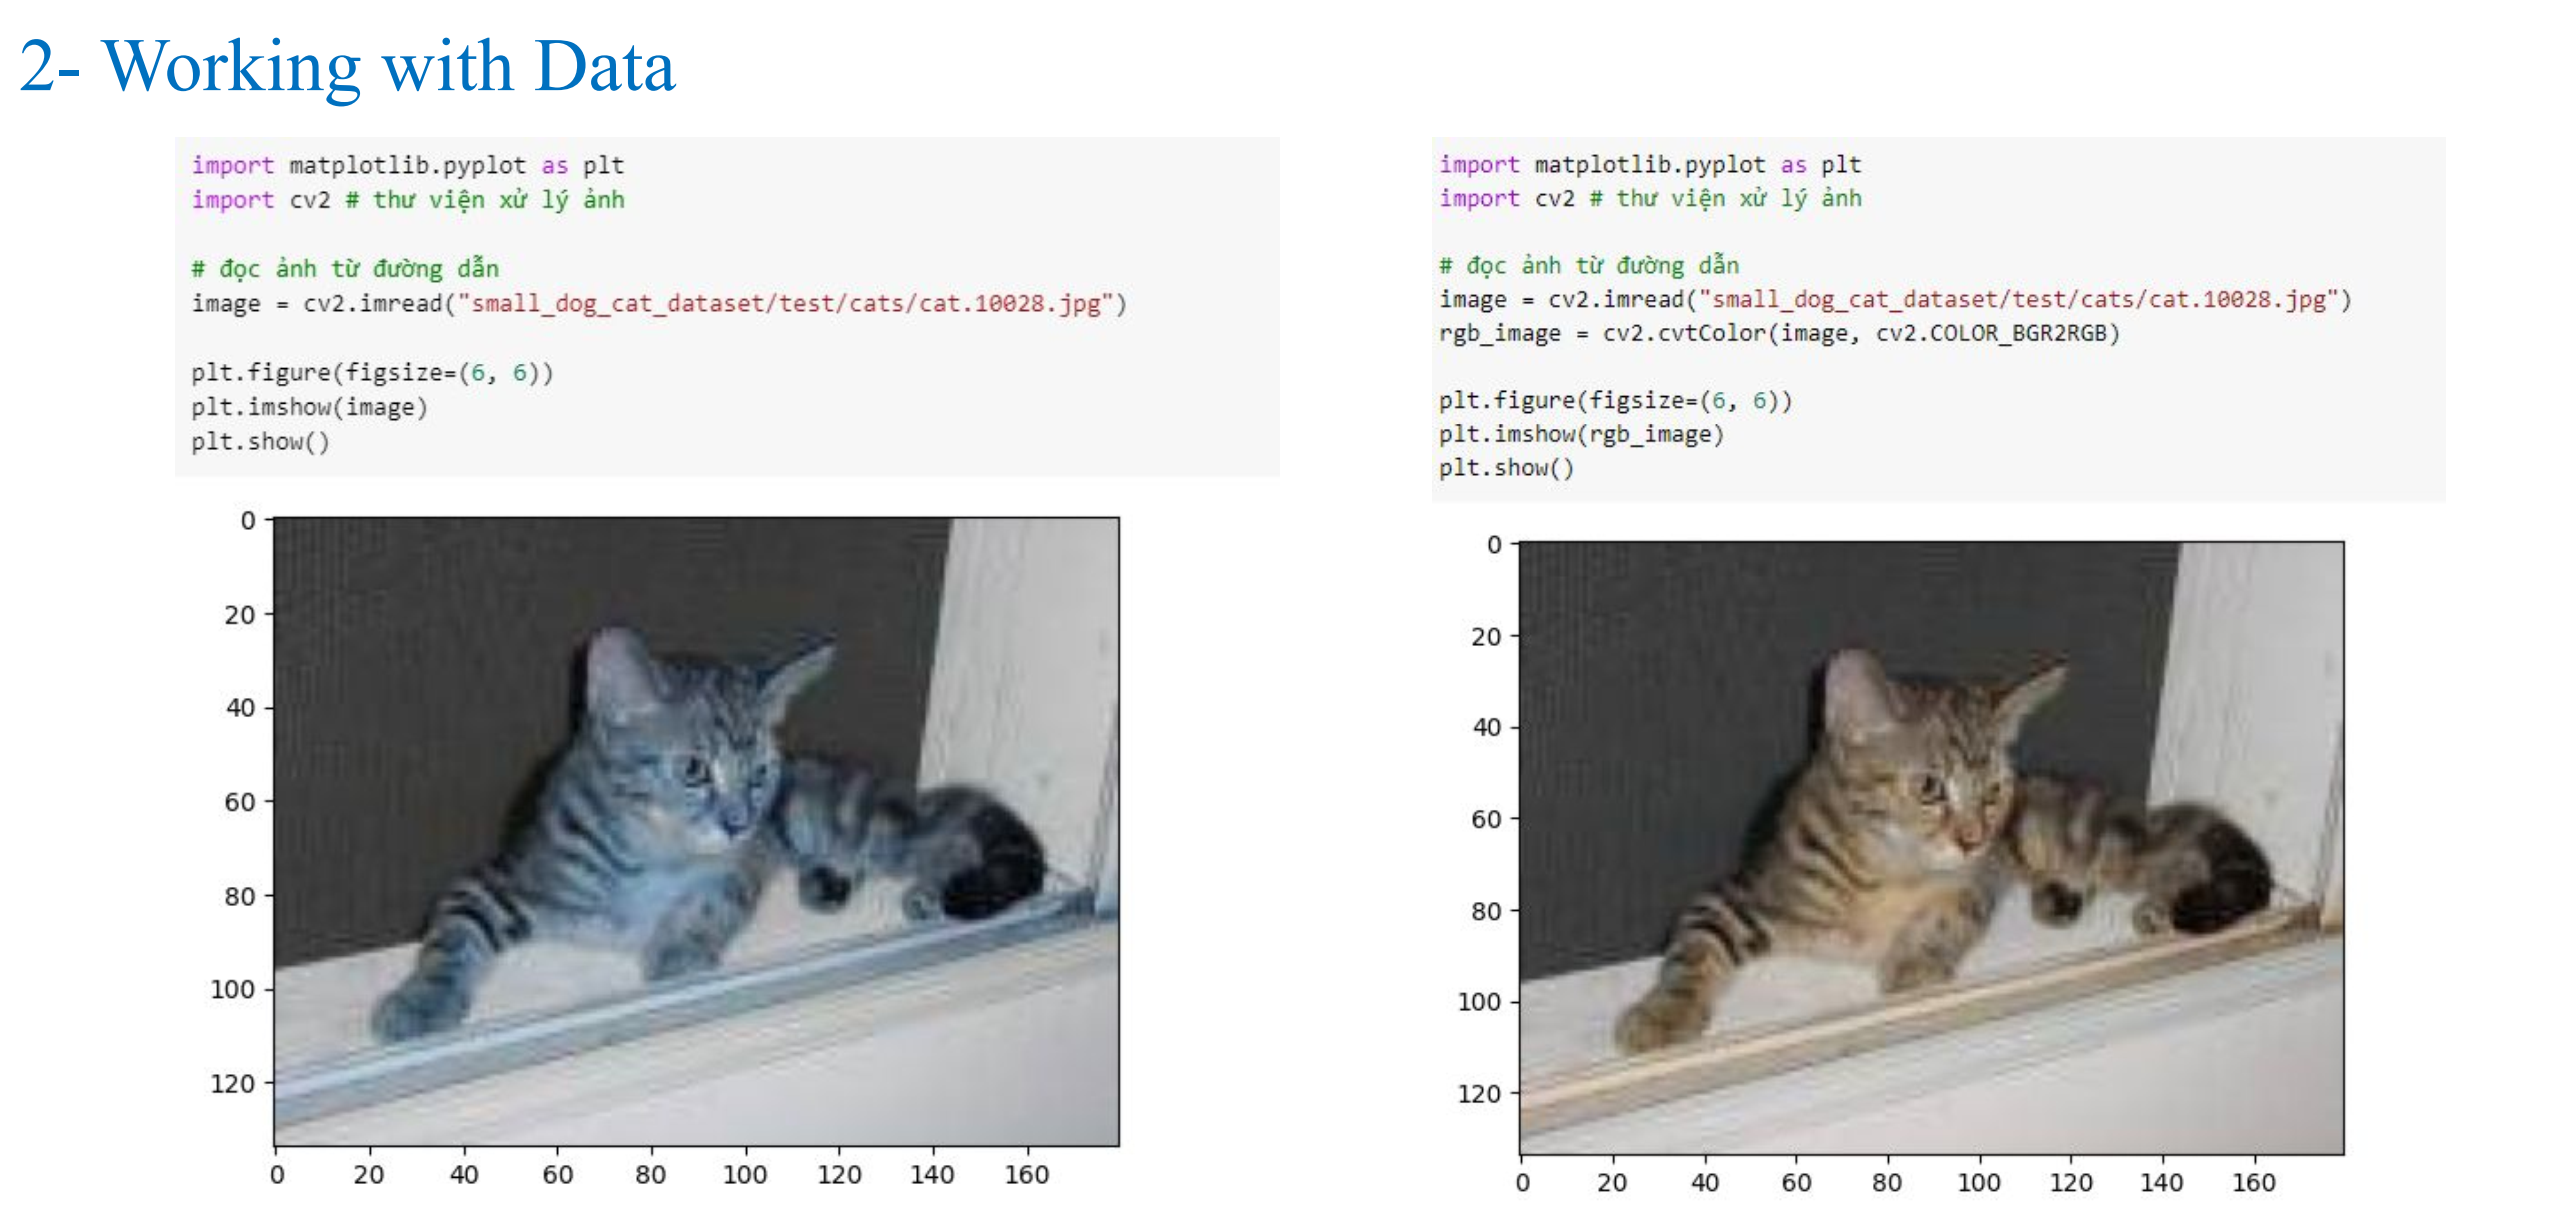 2- Working with Data
import matplotlib.pyplot as plt
import cv2 # thư viện xử lý ảnh
# đọc ảnh từ đường dẫn
image = cv2.imread("small_dog_cat_dataset/test/cats/cat.10028.jpg")
plt.figure(figsize=(6, 6))
plt.imshow(image)
plt.show()
0
20
40
60
80
100
120
0 20 40 60 80 100 120 140 160
import matplotlib.pyplot as plt
import cv2 # thư viện xử lý ảnh
# đọc ảnh từ đường dẫn
image = cv2.imread("small_dog_cat_dataset/test/cats/cat.10028.jpg")
rgb_image = cv2.cvtColor(image, cv2.COLOR_BGR2RGB)
plt.figure(figsize=(6, 6))
plt.imshow(rgb_image)
plt.show()
0
20
40
60
80
100
120
0 20 40 60 80 100 120 140 160